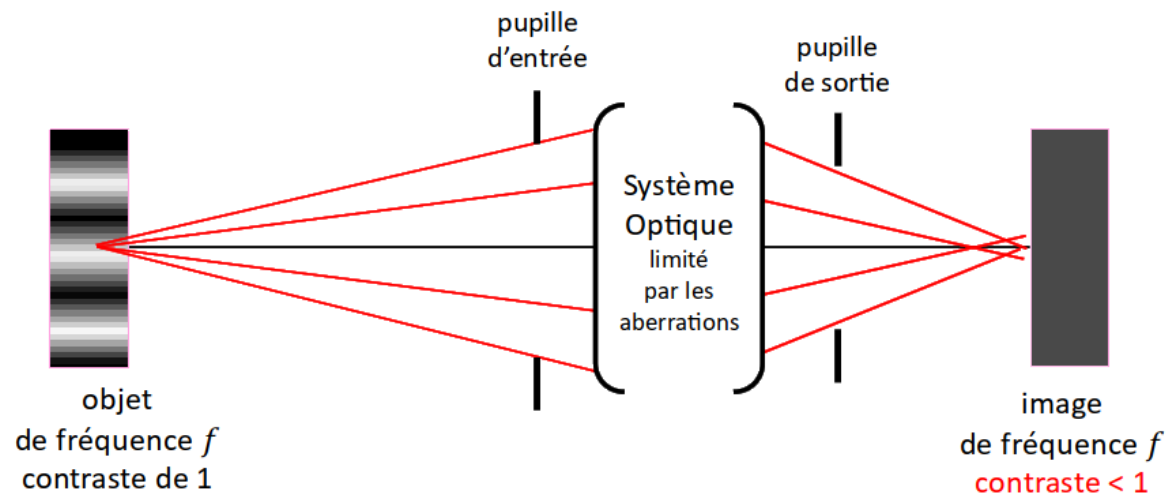 pupille
d'entrée
pupille
de sortie
Système
Optique
limité
par les
aberrations
objet
de fréquence f
contraste de 1
image
de fréquence f
contraste < 1